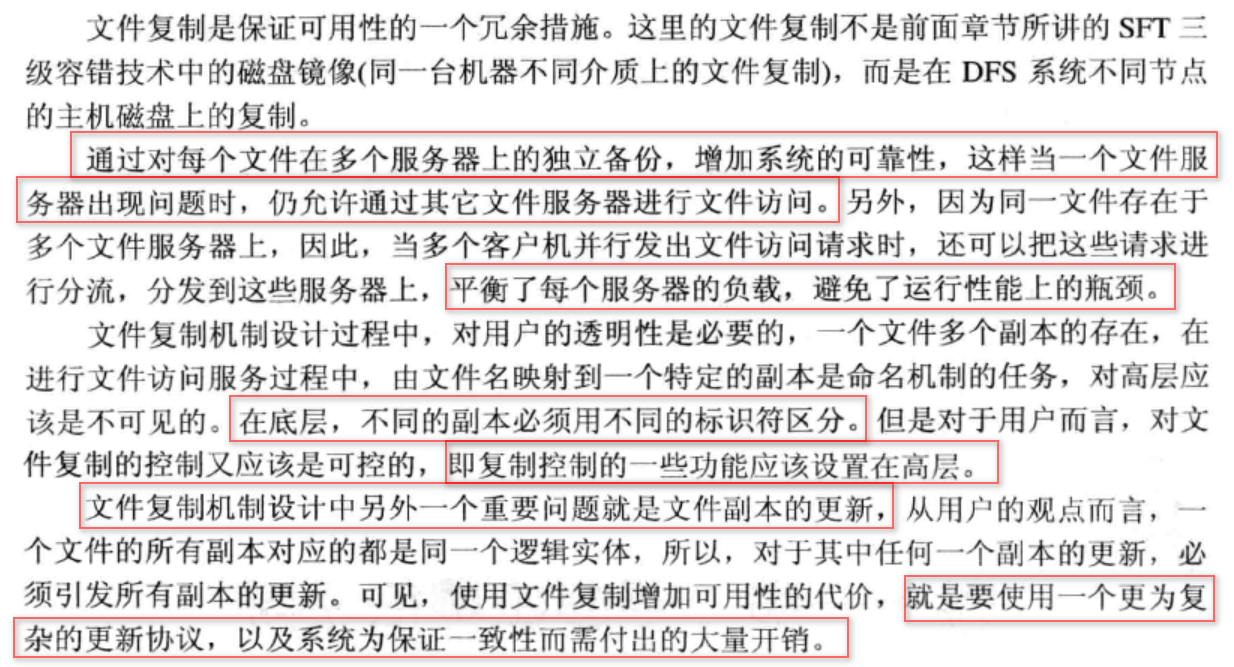 文件复制是保证可用性的一个冗余措施。这里的文件复制不是前面章节所讲的 SFT 三
级容错技术中的磁盘镜像(同一台机器不同介质上的文件复制)，而是在 DFS 系统不同节点
的主机磁盘上的复制。
通过对每个文件在多个服务器上的独立备份，增加系统的可靠性，这样当一个文件服
务器出现问题时，仍允许通过其它文件服务器进行文件访问。另外，因为同一文件存在于
多个文件服务器上，因此，当多个客户机并行发出文件访问请求时，还可以把这些请求进
行分流，分发到这些服务器上，平衡了每个服务器的负载，避免了运行性能上的瓶颈。
文件复制机制设计过程中，对用户的透明性是必要的，一个文件多个副本的存在，在
进行文件访问服务过程中，由文件名映射到一个特定的副本是命名机制的任务，对高层应
该是不可见的。在底层，不同的副本必须用不同的标识符区分。但是对于用户而言，对文
件复制的控制又应该是可控的，即复制控制的一些功能应该设置在高层。
文件复制机制设计中另外一个重要问题就是文件副本的更新，从用户的观点而言，一
个文件的所有副本对应的都是同一个逻辑实体，所以，对于其中任何一个副本的更新，必
须引发所有副本的更新。可见，使用文件复制增加可用性的代价，就是要使用一个更为复
杂的更新协议，以及系统为保证一致性而需付出的大量开销。